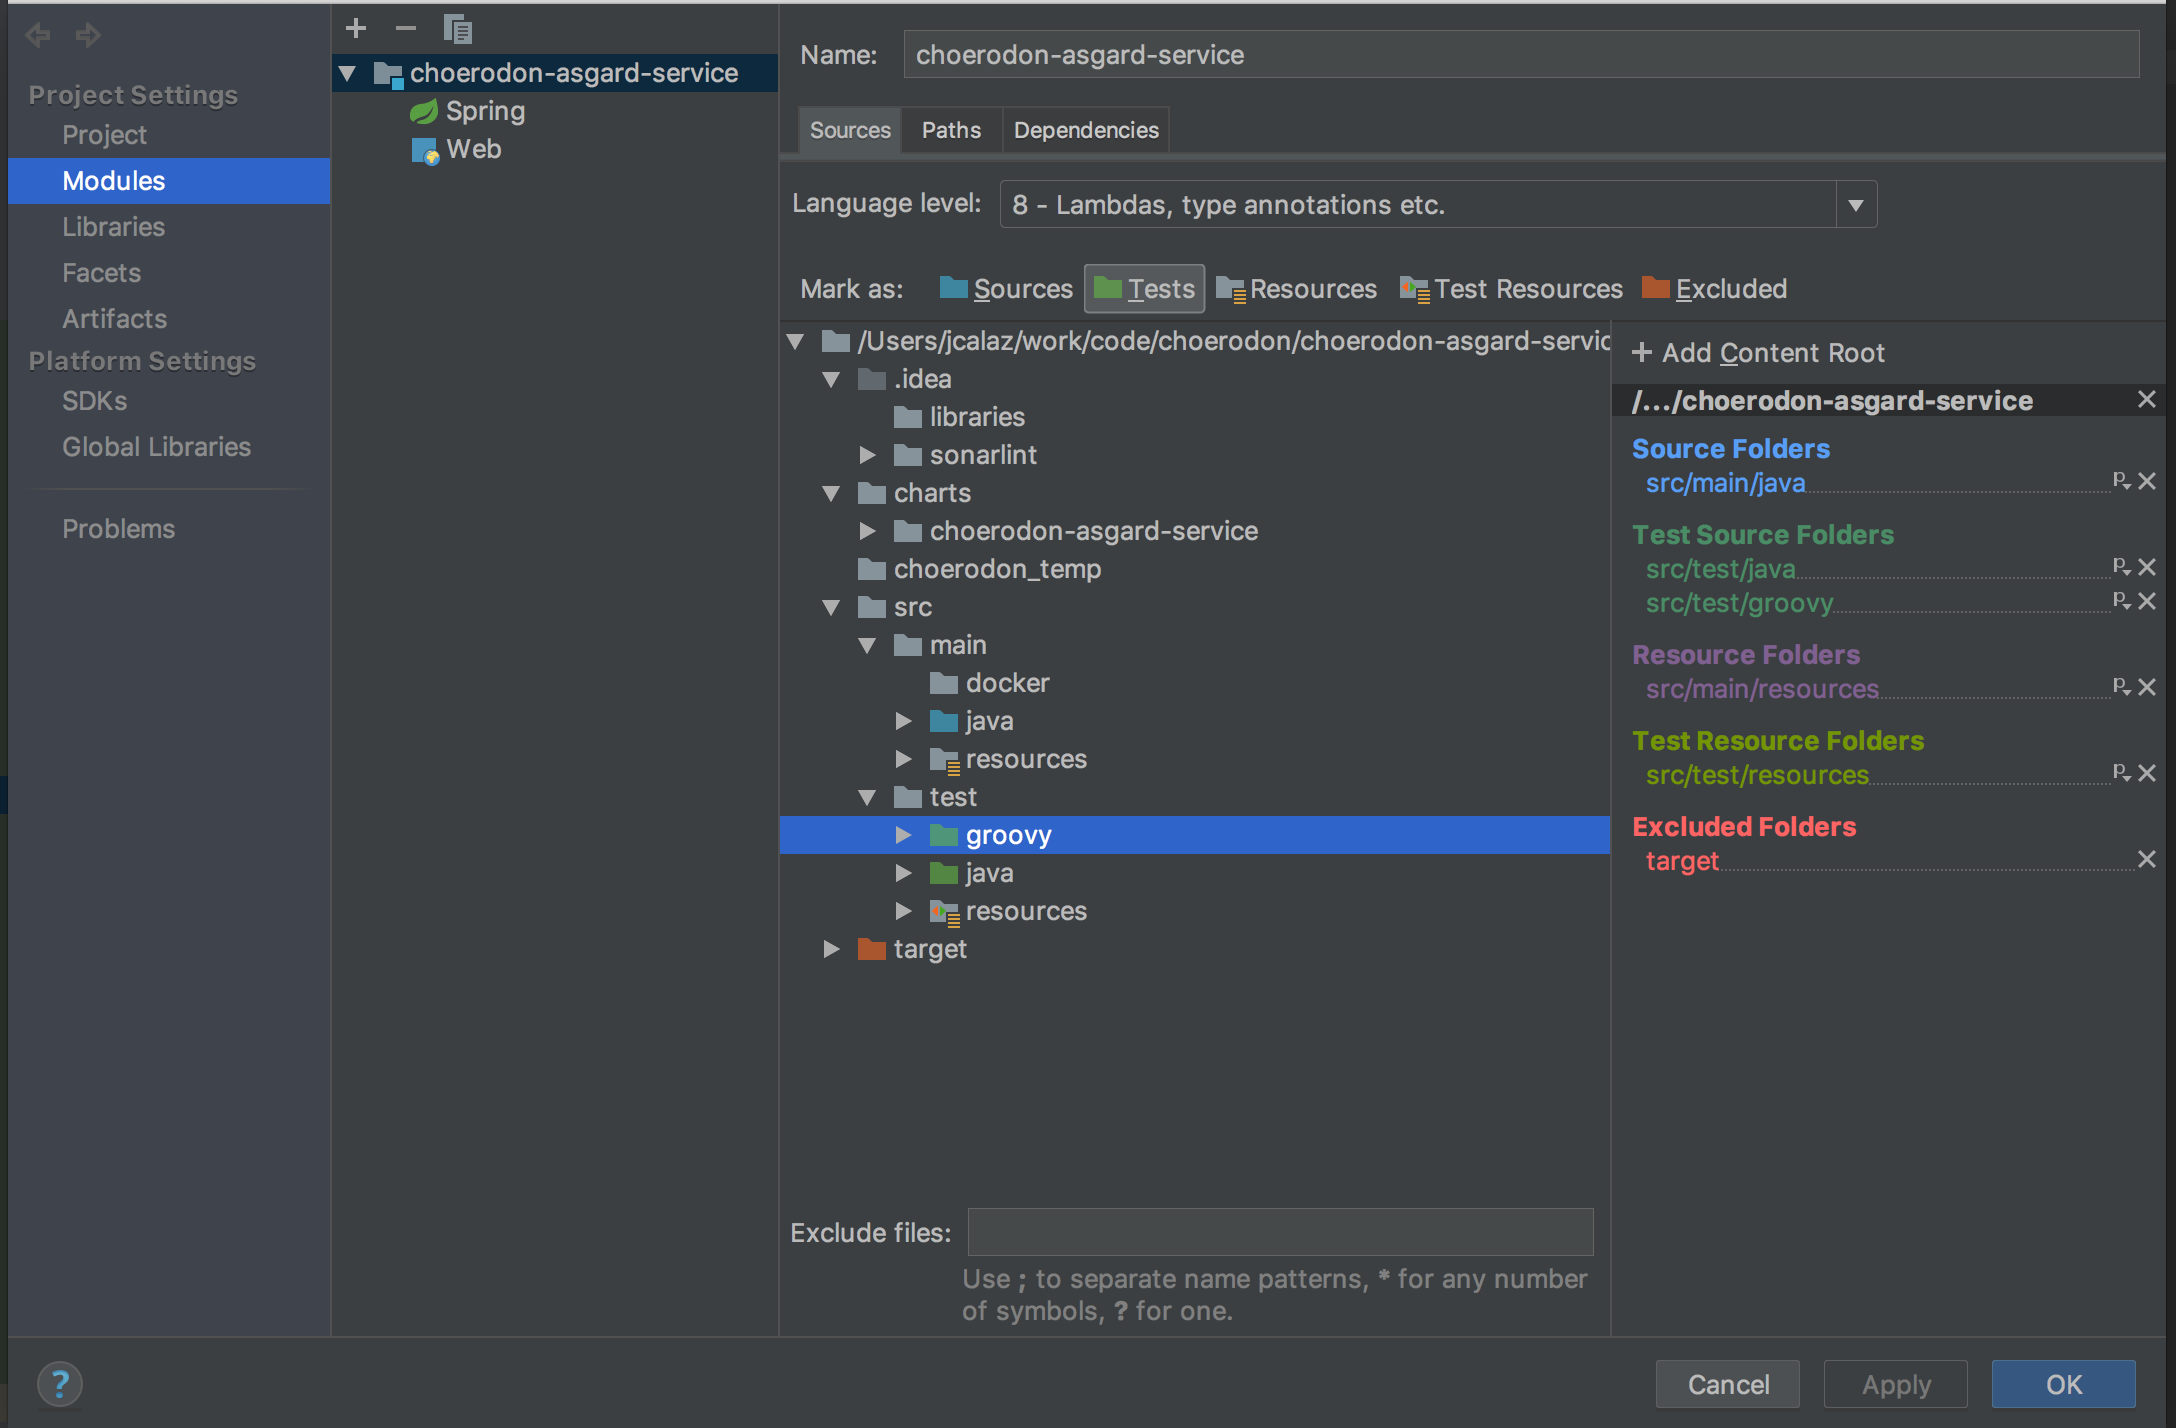 Project Settings
Project
Modules
Libraries
Facets
Artifacts
Platform Settings
SDKs
Global Libraries
Problems
choerodon-asgard-service
Spring
Web
Name: choerodon-asgard-service
Sources Paths Dependencies
Language level: 8 - Lambdas, type annotations etc.
Mark as: Sources Tests Resources Test Resources Excluded
/Users/jcalaz/work/code/choerodon/choerodon-asgard-servic
.idea
libraries
sonarlint
charts
choerodon-asgard-service
choerodon_temp
src
main
docker
java
resources
test
groovy
java
resources
target
Exclude files:
Use ; to separate name patterns, * for any number
of symbols, ? for one.
+ Add Content Root
/.../choerodon-asgard-service
Source Folders
src/main/java
Test Source Folders
src/test/java
src/test/groovy
Resource Folders
src/main/resources
Test Resource Folders
src/test/resources
Excluded Folders
target
?
Cancel Apply OK